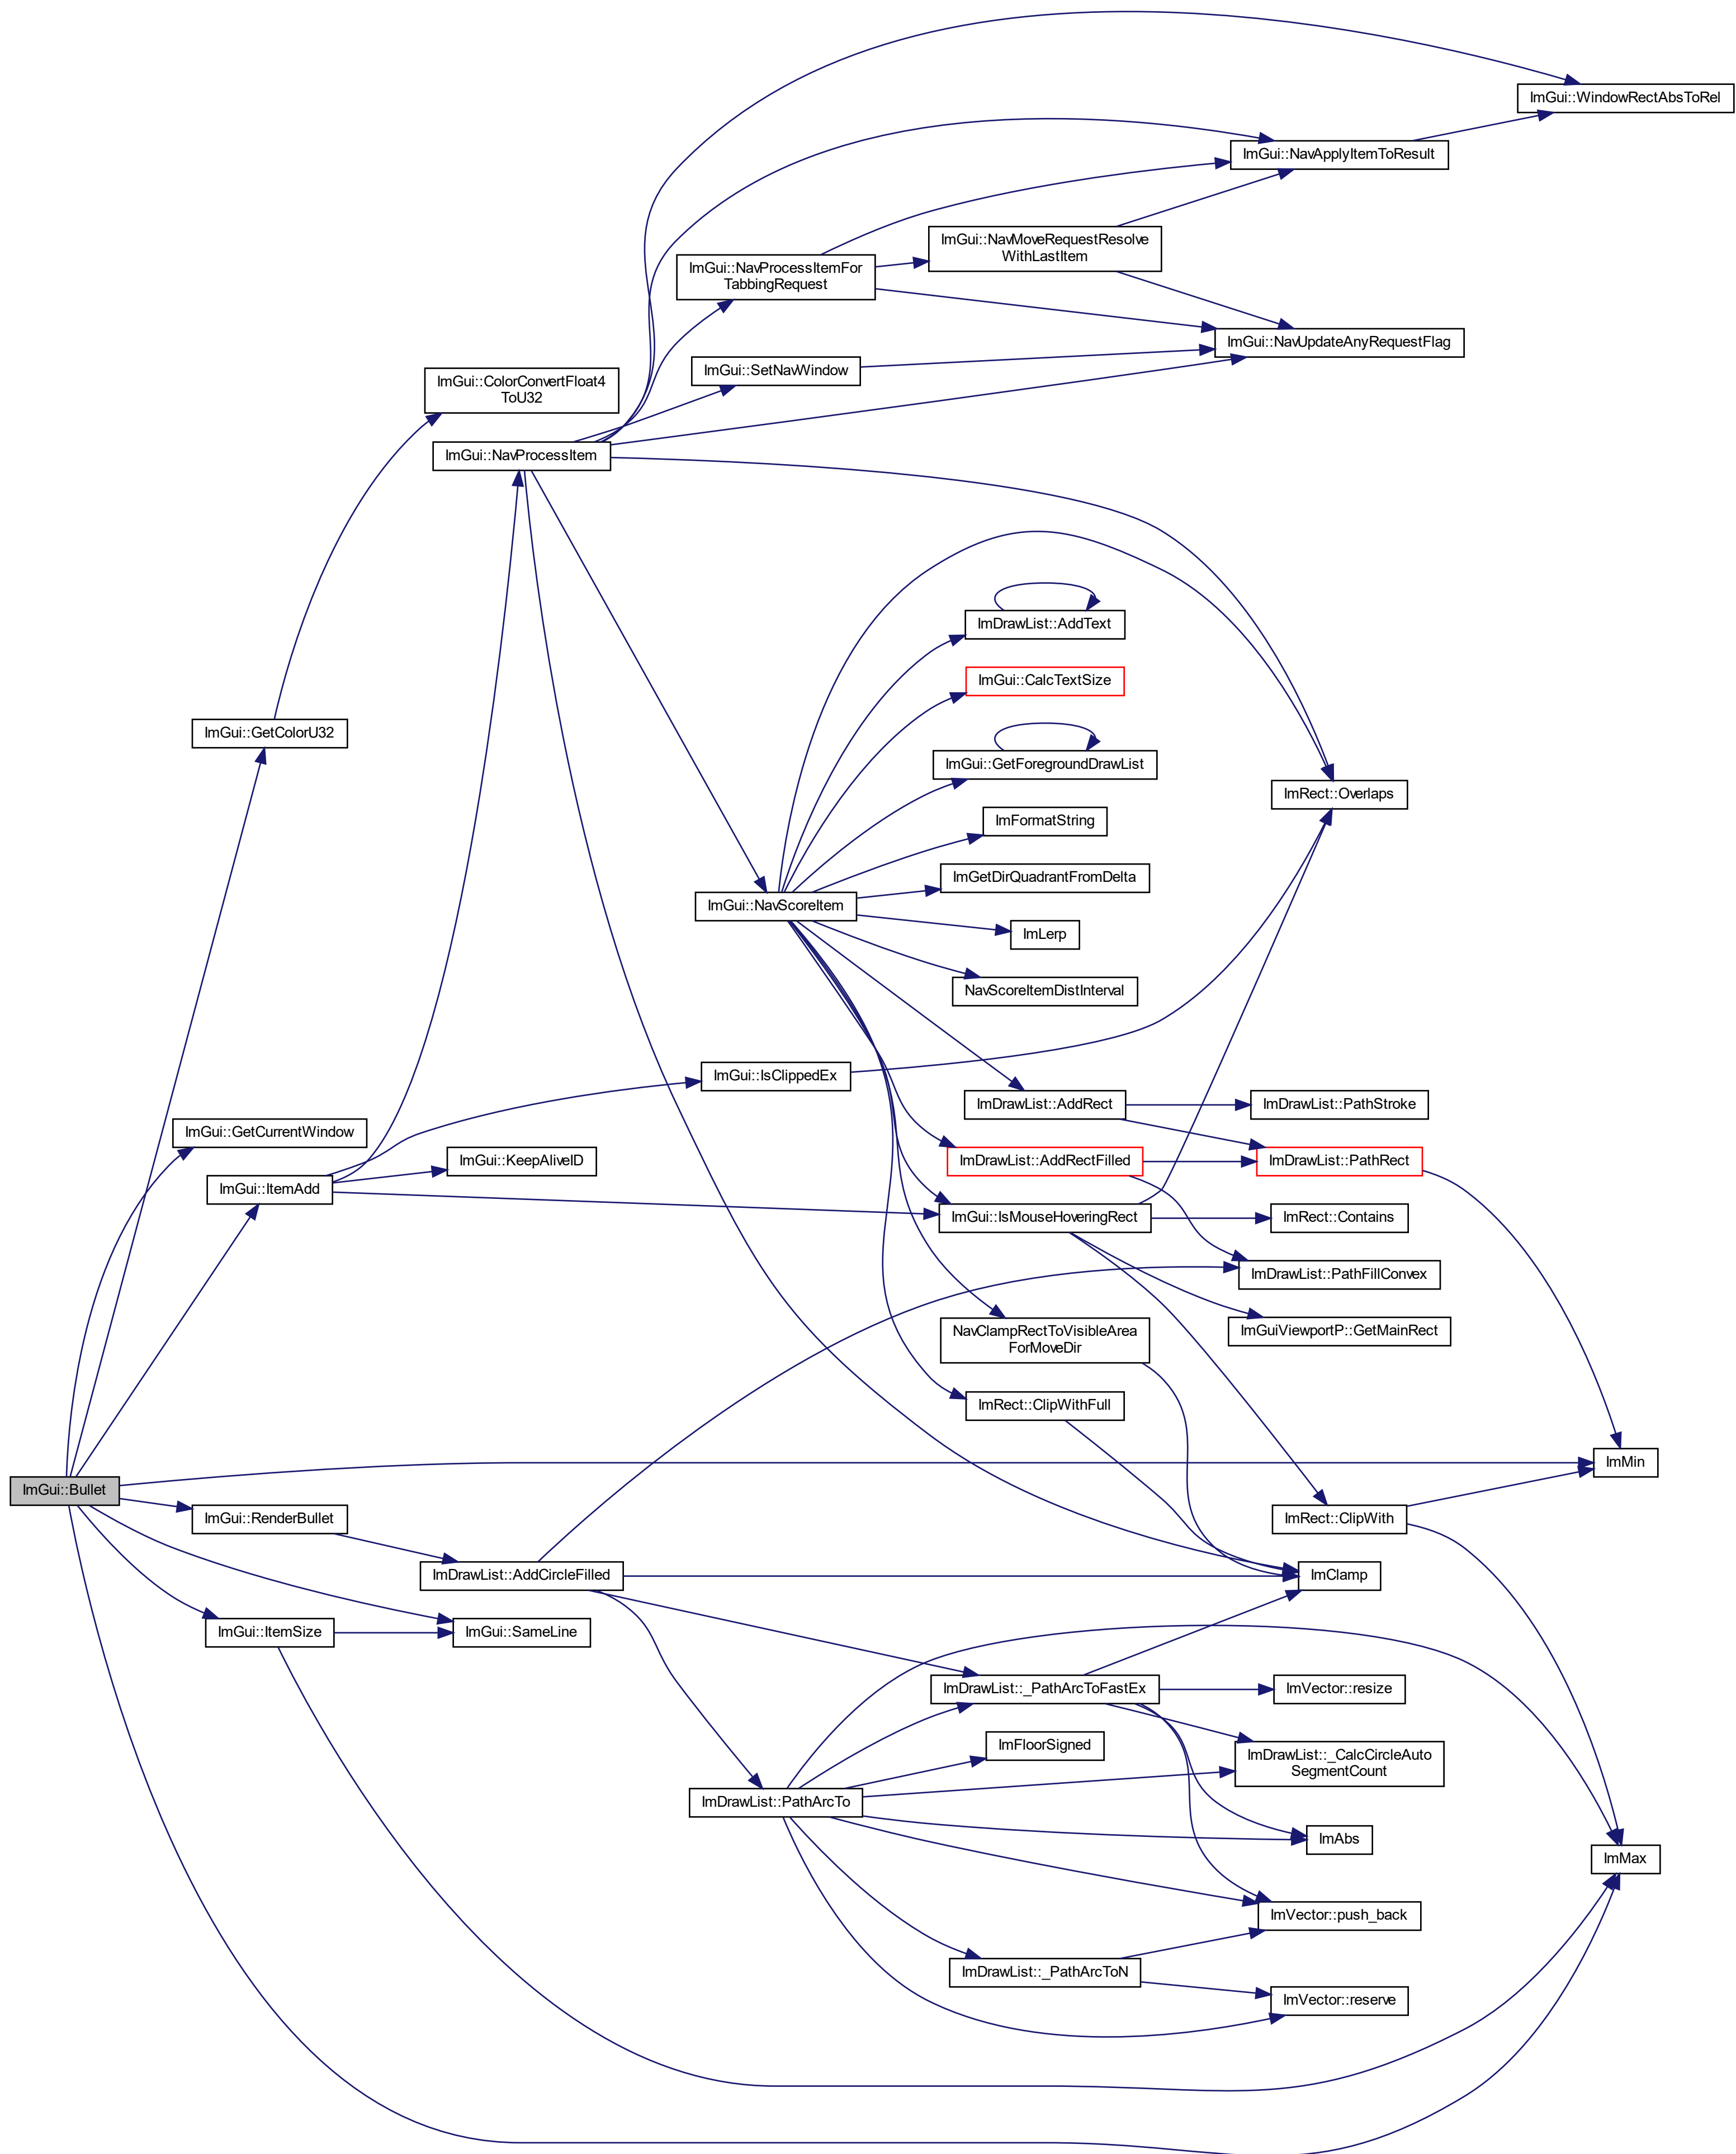 ImGui::WindowRectAbsToRel
ImGui::NavApplyItemToResult
ImGui::NavMoveRequestResolve
WithLastItem
ImGui::NavProcessItemFor
TabbingRequest
ImGui::NavUpdateAnyRequestFlag
ImGui::SetNavWindow
ImGui::ColorConvertFloat4
ToU32
ImGui::NavProcessItem
ImDrawList::AddText
ImGui::CalcTextSize
ImGui::GetColorU32
ImGui::GetForegroundDrawList
ImRect::Overlaps
ImFormatString
ImGetDirQuadrantFromDelta
ImGui::NavScoreItem
ImLerp
NavScoreItemDistInterval
ImGui::IsClippedEx
ImDrawList::AddRect
ImDrawList::PathStroke
ImGui::GetCurrentWindow
ImGui::KeepAliveID
ImDrawList::AddRectFilled
ImDrawList::PathRect
ImGui::ItemAdd
ImGui::IsMouseHoveringRect
ImRect::Contains
ImDrawList::PathFillConvex
NavClampRectToVisibleArea
ForMoveDir
ImGuiViewportP::GetMainRect
ImRect::ClipWithFull
ImMin
ImGui::Bullet
ImGui::RenderBullet
ImRect::ClipWith
ImDrawList::AddCircleFilled
ImClamp
ImGui::ItemSize
ImGui::SameLine
ImDrawList::_PathArcToFastEx
ImVector::resize
ImFloorSigned
ImDrawList::_CalcCircleAuto
SegmentCount
ImDrawList::PathArcTo
ImAbs
ImMax
ImVector::push_back
ImDrawList::_PathArcToN
ImVector::reserve